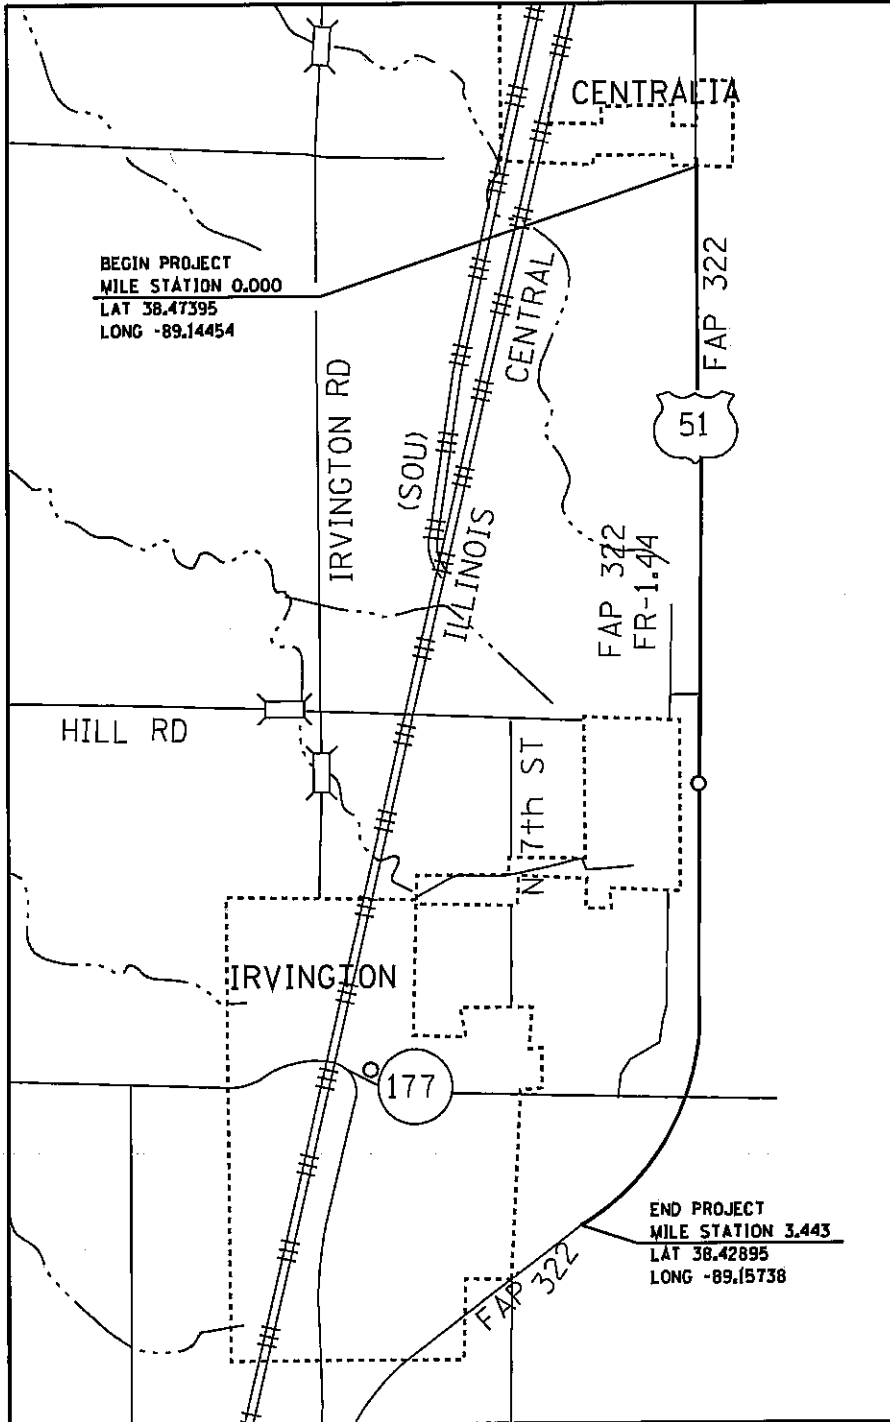 CENTRALIA
BEGIN PROJECT
MILE STATION 0.000
LAT 38.47395
LONG -89.14454
FAP 322
CENTRAL
51
IRVINGTON RD
(SOU)
ILLINOIS
FAP 322
FR-1.44
HILL RD
N 7th ST
IRVINGTON
177
END PROJECT
MILE STATION 3.443
LAT 38.42895
LONG -89.15738
FAP 322